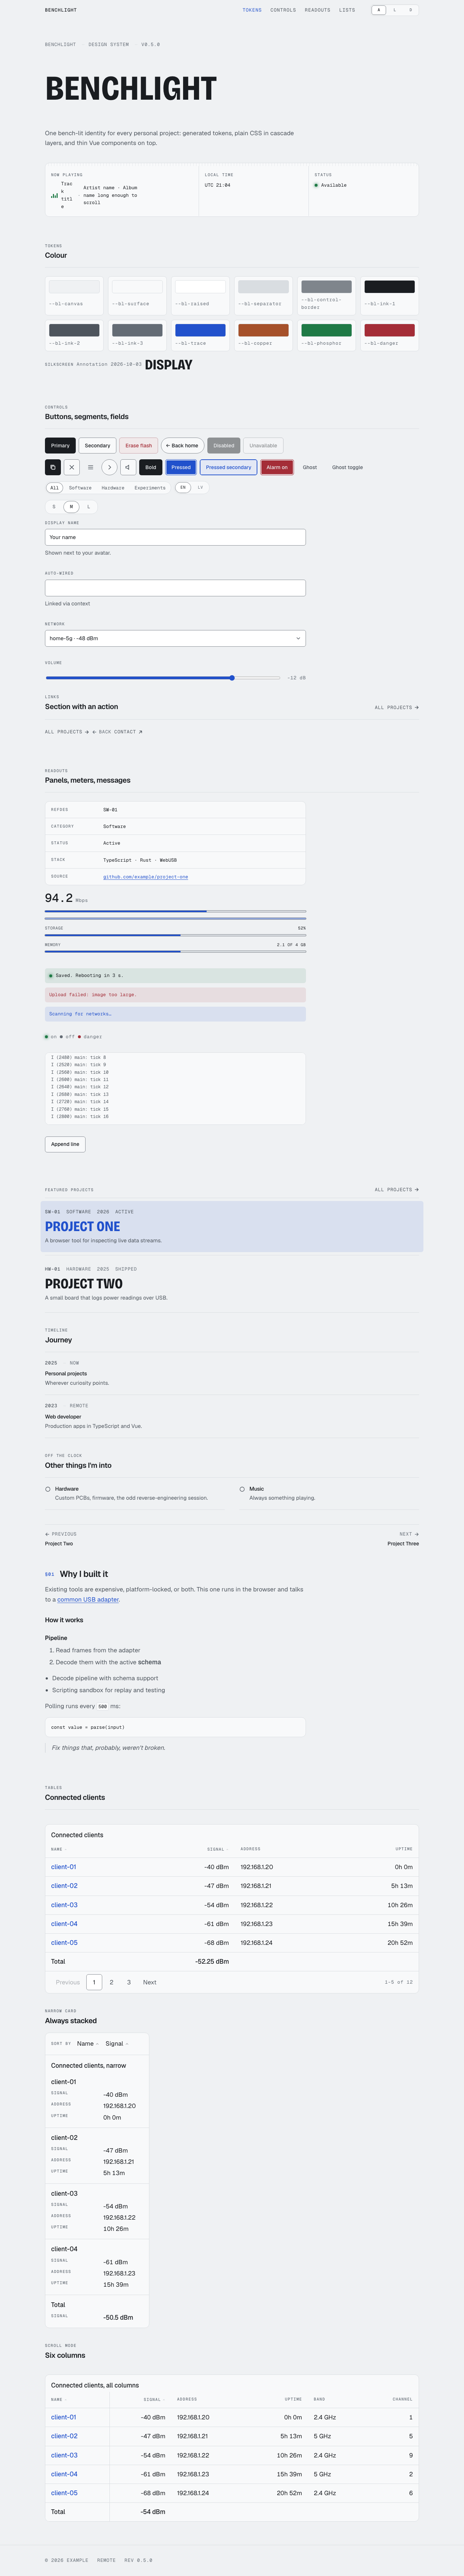 BENCHLIGHT
TOKENS CONTROLS READOUTS LISTS
A L D
BENCHLIGHT · DESIGN SYSTEM · V0.5.0
BENCHLIGHT
One bench-lit identity for every personal project: generated tokens, plain CSS in cascade
layers, and thin Vue components on top.
NOW PLAYING
Trac
k
titl
e
·
Artist name · Album
name long enough to
scroll
LOCAL TIME
UTC 21:04
STATUS
Available
TOKENS
Colour
--bl-canvas
--bl-surface
--bl-raised
--bl-separator
--bl-control-
border
--bl-ink-1
--bl-ink-2
--bl-ink-3
--bl-trace
--bl-copper
--bl-phosphor
--bl-danger
SILKSCREEN Annotation 2026-10-03 DISPLAY
CONTROLS
Buttons, segments, fields
Primary Secondary Erase flash ← Back home Disabled Unavailable
Bold Pressed Pressed secondary Alarm on Ghost Ghost toggle
All Software Hardware Experiments EN LV
S M L
DISPLAY NAME
Your name
Shown next to your avatar.
AUTO-WIRED
Linked via context
NETWORK
home-5g · -48 dBm
VOLUME
-12 dB
LINKS
Section with an action
ALL PROJECTS →
ALL PROJECTS → ← BACK CONTACT ↗
READOUTS
Panels, meters, messages
REFDES SW-01
CATEGORY Software
STATUS Active
STACK TypeScript · Rust · WebUSB
SOURCE github.com/example/project-one
94.2 Mbps
STORAGE 52%
MEMORY 2.1 OF 4 GB
Saved. Rebooting in 3 s.
Upload failed: image too large.
Scanning for networks…
on off danger
I (2480) main: tick 8
I (2520) main: tick 9
I (2560) main: tick 10
I (2600) main: tick 11
I (2640) main: tick 12
I (2680) main: tick 13
I (2720) main: tick 14
I (2760) main: tick 15
I (2800) main: tick 16
Append line
FEATURED PROJECTS
ALL PROJECTS →
SW-01 SOFTWARE 2026 ACTIVE
PROJECT ONE
A browser tool for inspecting live data streams.
HW-01 HARDWARE 2025 SHIPPED
PROJECT TWO
A small board that logs power readings over USB.
TIMELINE
Journey
2025 · NOW
Personal projects
Wherever curiosity points.
2023 · REMOTE
Web developer
Production apps in TypeScript and Vue.
OFF THE CLOCK
Other things I'm into
Hardware
Custom PCBs, firmware, the odd reverse-engineering session.
Music
Always something playing.
← PREVIOUS
Project Two
NEXT →
Project Three
§01 Why I built it
Existing tools are expensive, platform-locked, or both. This one runs in the browser and talks
to a common USB adapter.
How it works
Pipeline
1. Read frames from the adapter
2. Decode them with the active schema
• Decode pipeline with schema support
• Scripting sandbox for replay and testing
Polling runs every 500 ms:
const value = parse(input)
Fix things that, probably, weren't broken.
TABLES
Connected clients
Connected clients
NAME SIGNAL ADDRESS UPTIME
client-01 -40 dBm 192.168.1.20 0h 0m
client-02 -47 dBm 192.168.1.21 5h 13m
client-03 -54 dBm 192.168.1.22 10h 26m
client-04 -61 dBm 192.168.1.23 15h 39m
client-05 -68 dBm 192.168.1.24 20h 52m
Total -52.25 dBm
Previous 1 2 3 Next
1-5 of 12
NARROW CARD
Always stacked
SORT BY Name Signal
Connected clients, narrow
client-01
SIGNAL -40 dBm
ADDRESS 192.168.1.20
UPTIME 0h 0m
client-02
SIGNAL -47 dBm
ADDRESS 192.168.1.21
UPTIME 5h 13m
client-03
SIGNAL -54 dBm
ADDRESS 192.168.1.22
UPTIME 10h 26m
client-04
SIGNAL -61 dBm
ADDRESS 192.168.1.23
UPTIME 15h 39m
Total
SIGNAL -50.5 dBm
SCROLL MODE
Six columns
Connected clients, all columns
NAME SIGNAL ADDRESS UPTIME BAND CHANNEL
client-01 -40 dBm 192.168.1.20 0h 0m 2.4 GHz 1
client-02 -47 dBm 192.168.1.21 5h 13m 5 GHz 5
client-03 -54 dBm 192.168.1.22 10h 26m 2.4 GHz 9
client-04 -61 dBm 192.168.1.23 15h 39m 5 GHz 2
client-05 -68 dBm 192.168.1.24 20h 52m 2.4 GHz 6
Total -54 dBm
© 2026 EXAMPLE REMOTE REV 0.5.0